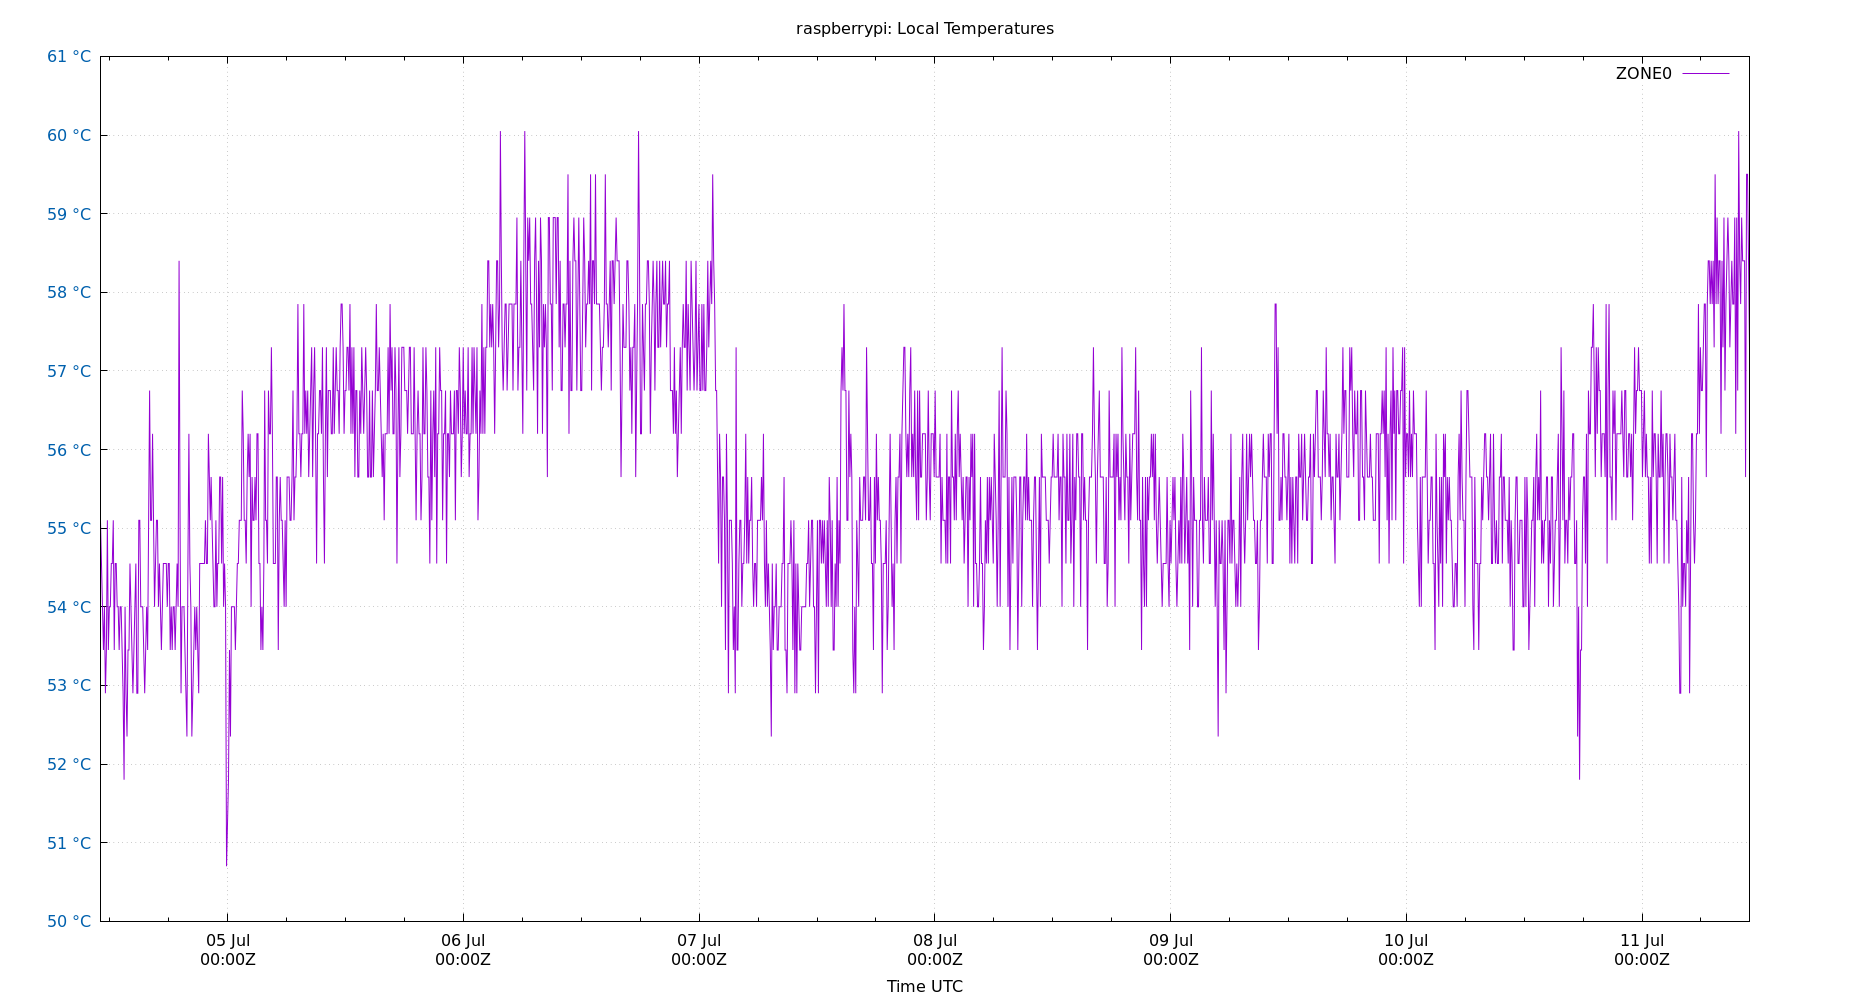 raspberrypi: Local Temperatures
61 °C
ZONE0
60 °C
59 °C
58 °C
57 °C
56 °C
55 °C
54 °C
53 °C
52 °C
51 °C
50 °C
05 Jul 06 Jul 07 Jul 08 Jul 09 Jul 10 Jul 11 Jul
00:00Z 00:00Z 00:00Z 00:00Z 00:00Z 00:00Z 00:00Z
Time UTC